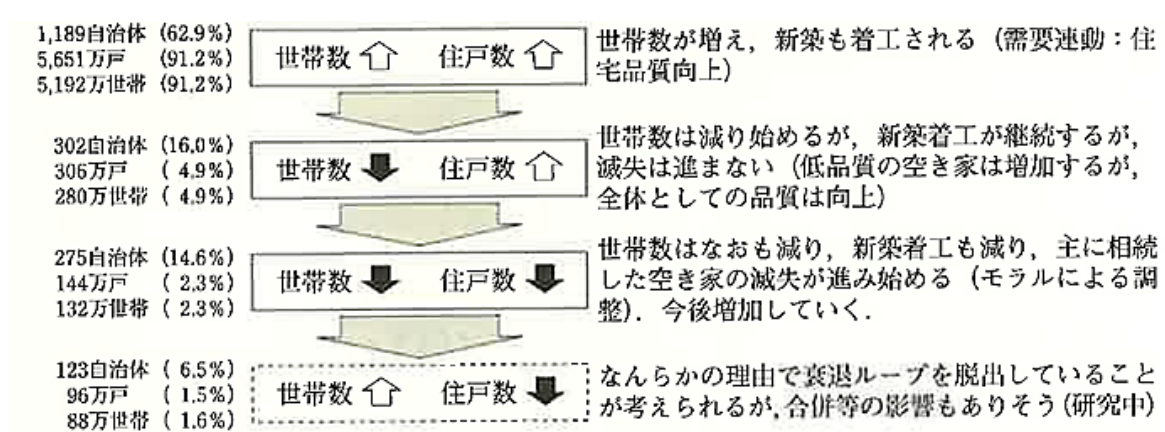 1,189自治体 (62.9%)
5,651万戸 (91.2%)
5,192万世帯 (91.2%)
世帯数 住戸数
世帯数が増え，新築も着工される（需要連動：住
宅品質向上）
302自治体 (16.0%)
306万戸 ( 4.9%)
280万世帯 ( 4.9%)
世帯数 住戸数
世帯数は減り始めるが，新築着工が継続するが，
滅失は進まない（低品質の空き家は増加するが，
全体としての品質は向上）
275自治体 (14.6%)
144万戸 ( 2.3%)
132万世帯 ( 2.3%)
世帯数 住戸数
世帯数はなおも減り，新築着工も減り，主に相続
した空き家の滅失が進み始める（モラルによる調
整）．今後増加していく．
123自治体 ( 6.5%)
96万戸 ( 1.5%)
88万世帯 ( 1.6%)
世帯数 住戸数
なんらかの理由で衰退ループを脱出していること
が考えられるが，合併等の影響もありそう（研究中）